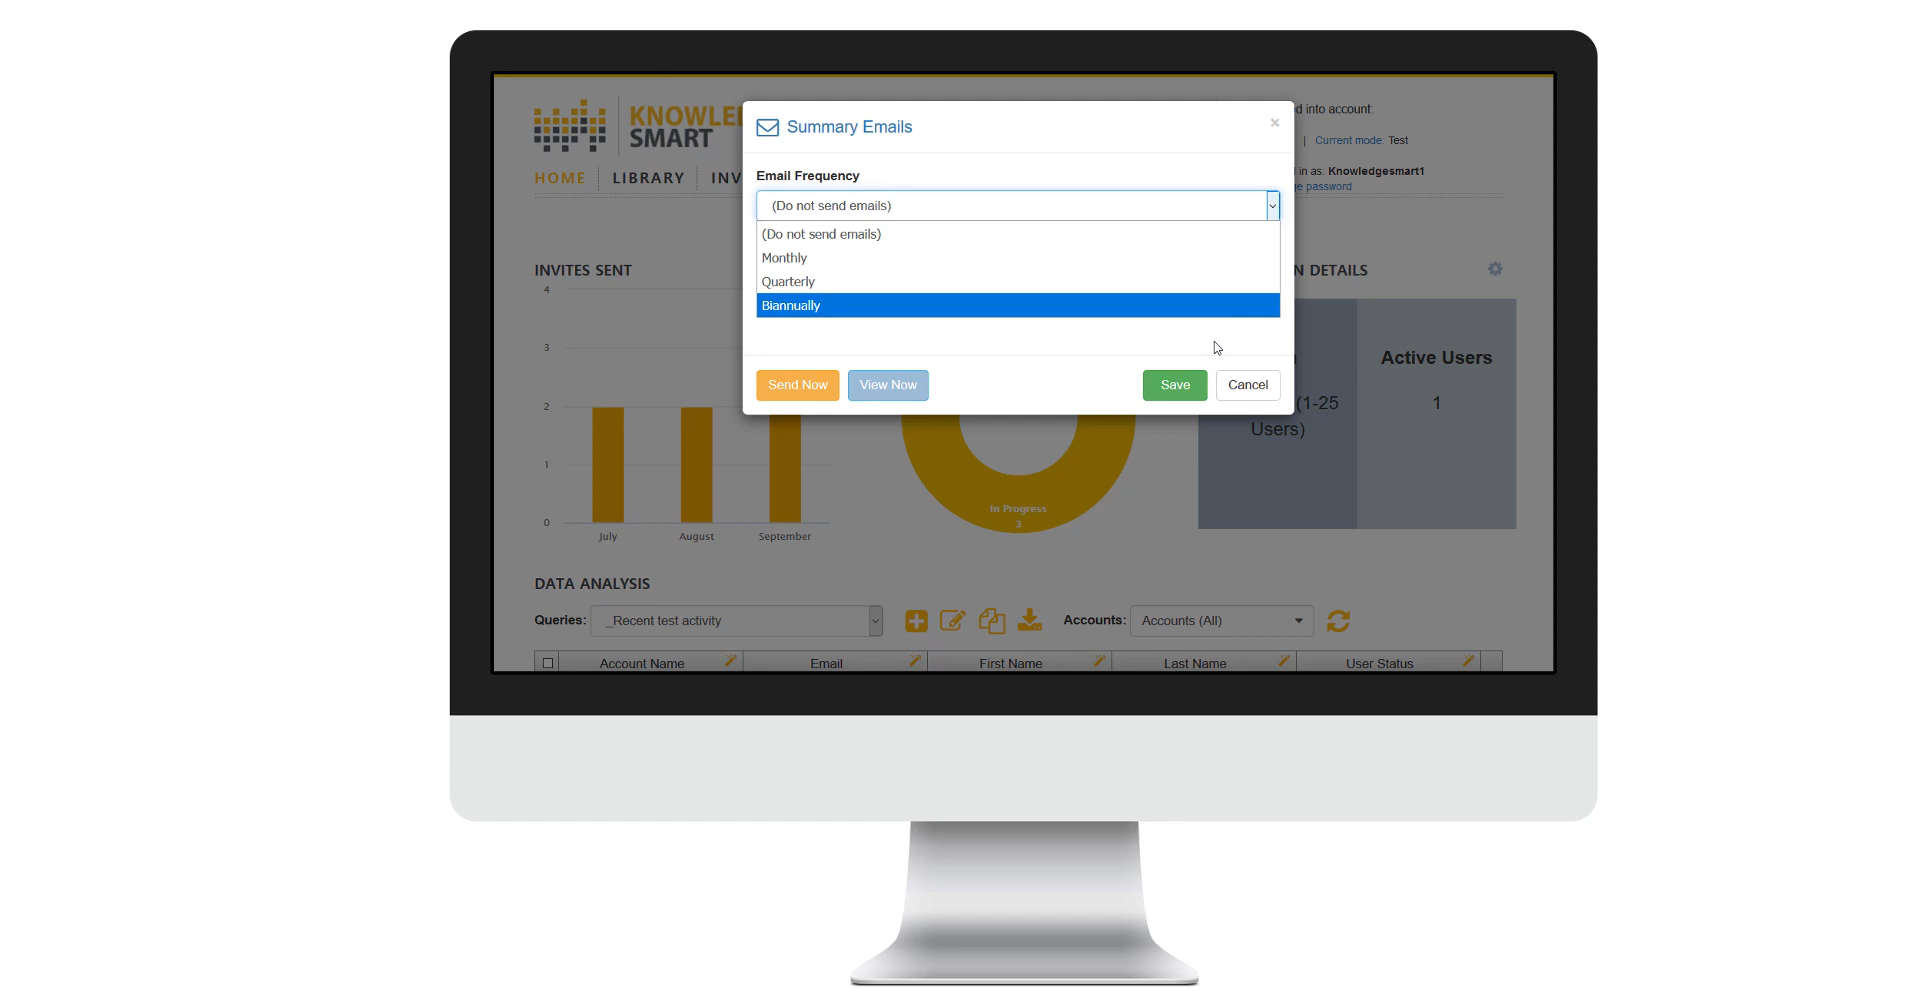 KNOWLE
SMART
d into account:
| Current mode: Test
HOME
LIBRARY
INV
in as: Knowledgesmart1
e password
Summary Emails
×
Email Frequency
(Do not send emails)
(Do not send emails)
Monthly
Quarterly
Biannually
Send Now
View Now
Save
Cancel
INVITES SENT
4
3
2
1
0
July
August
September
In Progress
3
N DETAILS
(1-25
Users)
Active Users
1
DATA ANALYSIS
Queries:
_Recent test activity
Accounts:
Accounts (All)
Account Name
Email
First Name
Last Name
User Status